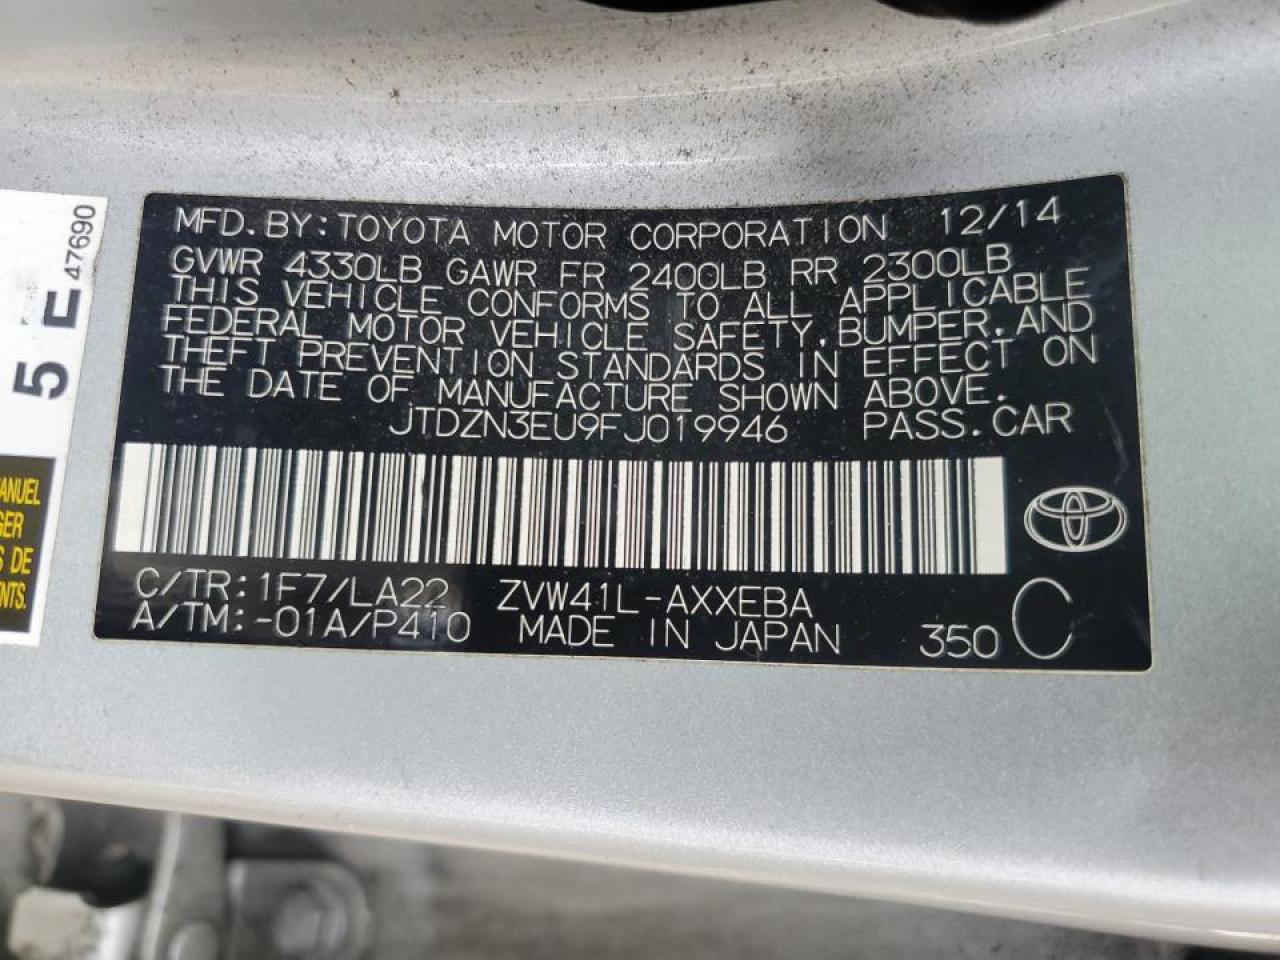 MFD.BY:TOYOTA MOTOR CORPORATION 12/14
GVWR 4330LB GAWR FR 2400LB RR 2300LB
THIS VEHICLE CONFORMS TO ALL APPLICABLE
FEDERAL MOTOR VEHICLE SAFETY,BUMPER,AND
THEFT PREVENTION STANDARDS IN EFFECT ON
THE DATE OF MANUFACTURE SHOWN ABOVE.
JTDZN3EU9FJ019946 PASS.CAR
C/TR:1F7/LA22 ZVW41L-AXXEBA
A/TM:-01A/P410 MADE IN JAPAN 350 C
5 E 47690
DE